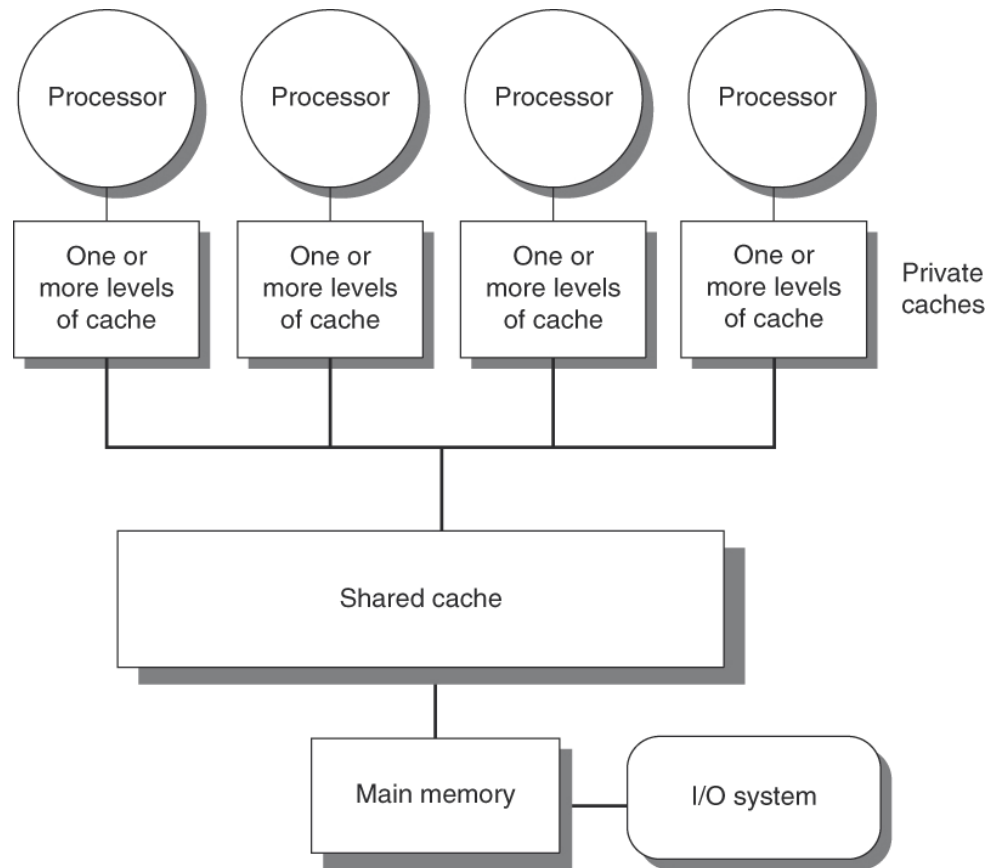 Processor
Processor
Processor
Processor
One or
more levels
of cache
One or
more levels
of cache
One or
more levels
of cache
One or
more levels
of cache
Private
caches
Shared cache
Main memory
I/O system